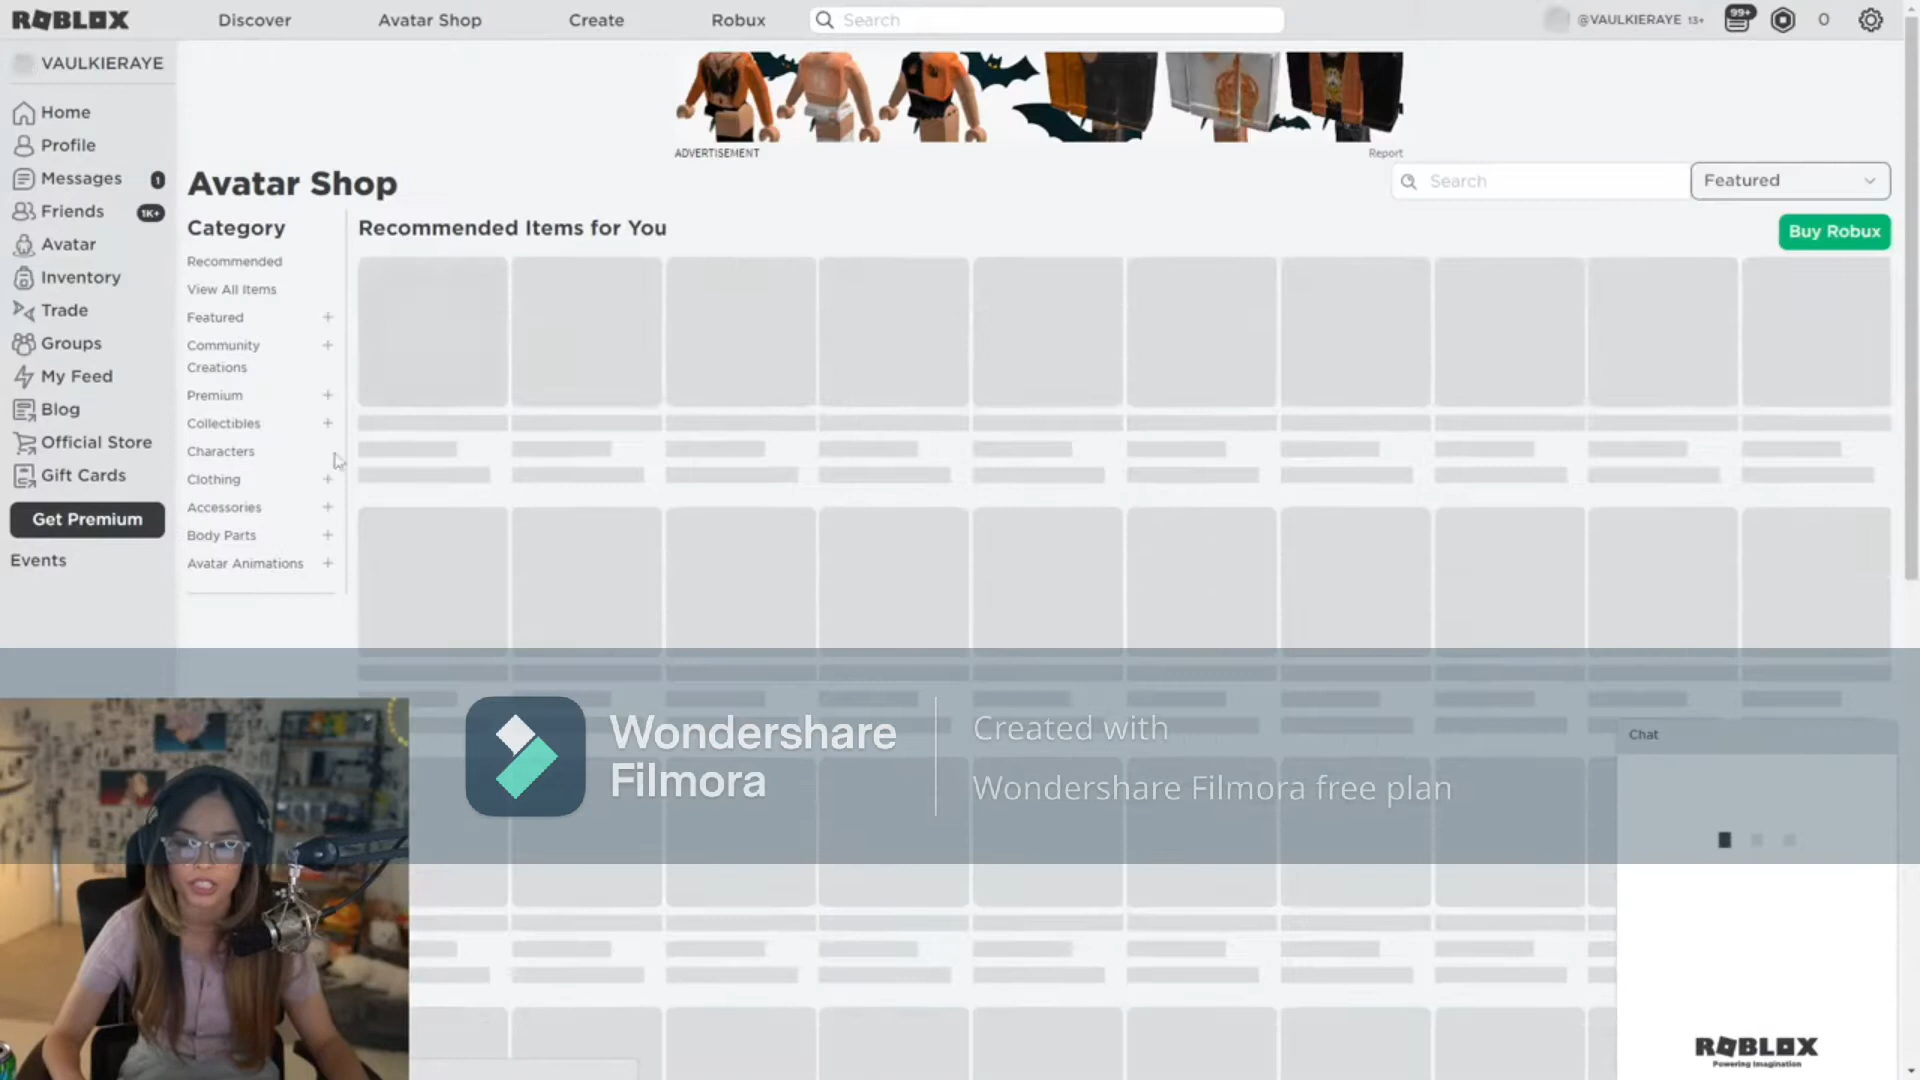 ROBLOX
Discover
Avatar Shop
Create
Robux
Search
@VAULKIERAYE 13+
99+
0
VAULKIERAYE
Home
Profile
Messages 1
Friends 1K+
Avatar
Inventory
Trade
Groups
My Feed
Blog
Official Store
Gift Cards
Get Premium
Events
ADVERTISEMENT
Report
Avatar Shop
Search
Featured
Category
Recommended
View All Items
Featured +
Community +
Creations
Premium +
Collectibles +
Characters
Clothing +
Accessories +
Body Parts +
Avatar Animations +
Recommended Items for You
Buy Robux
Wondershare
Filmora
Created with
Wondershare Filmora free plan
Chat
ROBLOX
Powering Imagination